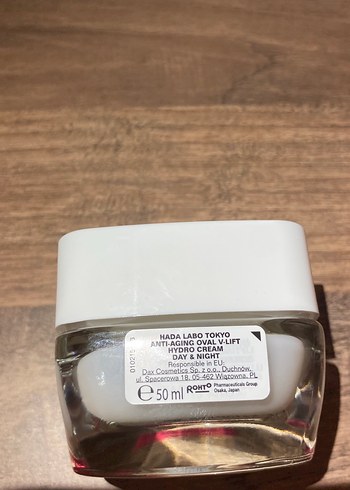 HADA LABO TOKYO
ANTI-AGING OVAL V-LIFT
HYDRO CREAM
DAY & NIGHT
Responsible in EU:
Dax Cosmetics Sp. z o.o., Duchnów,
ul. Spacerowa 18, 05-462 Wiązowna, PL
℮ 50 ml ROHTO Pharmaceuticals Group
Osaka, Japan